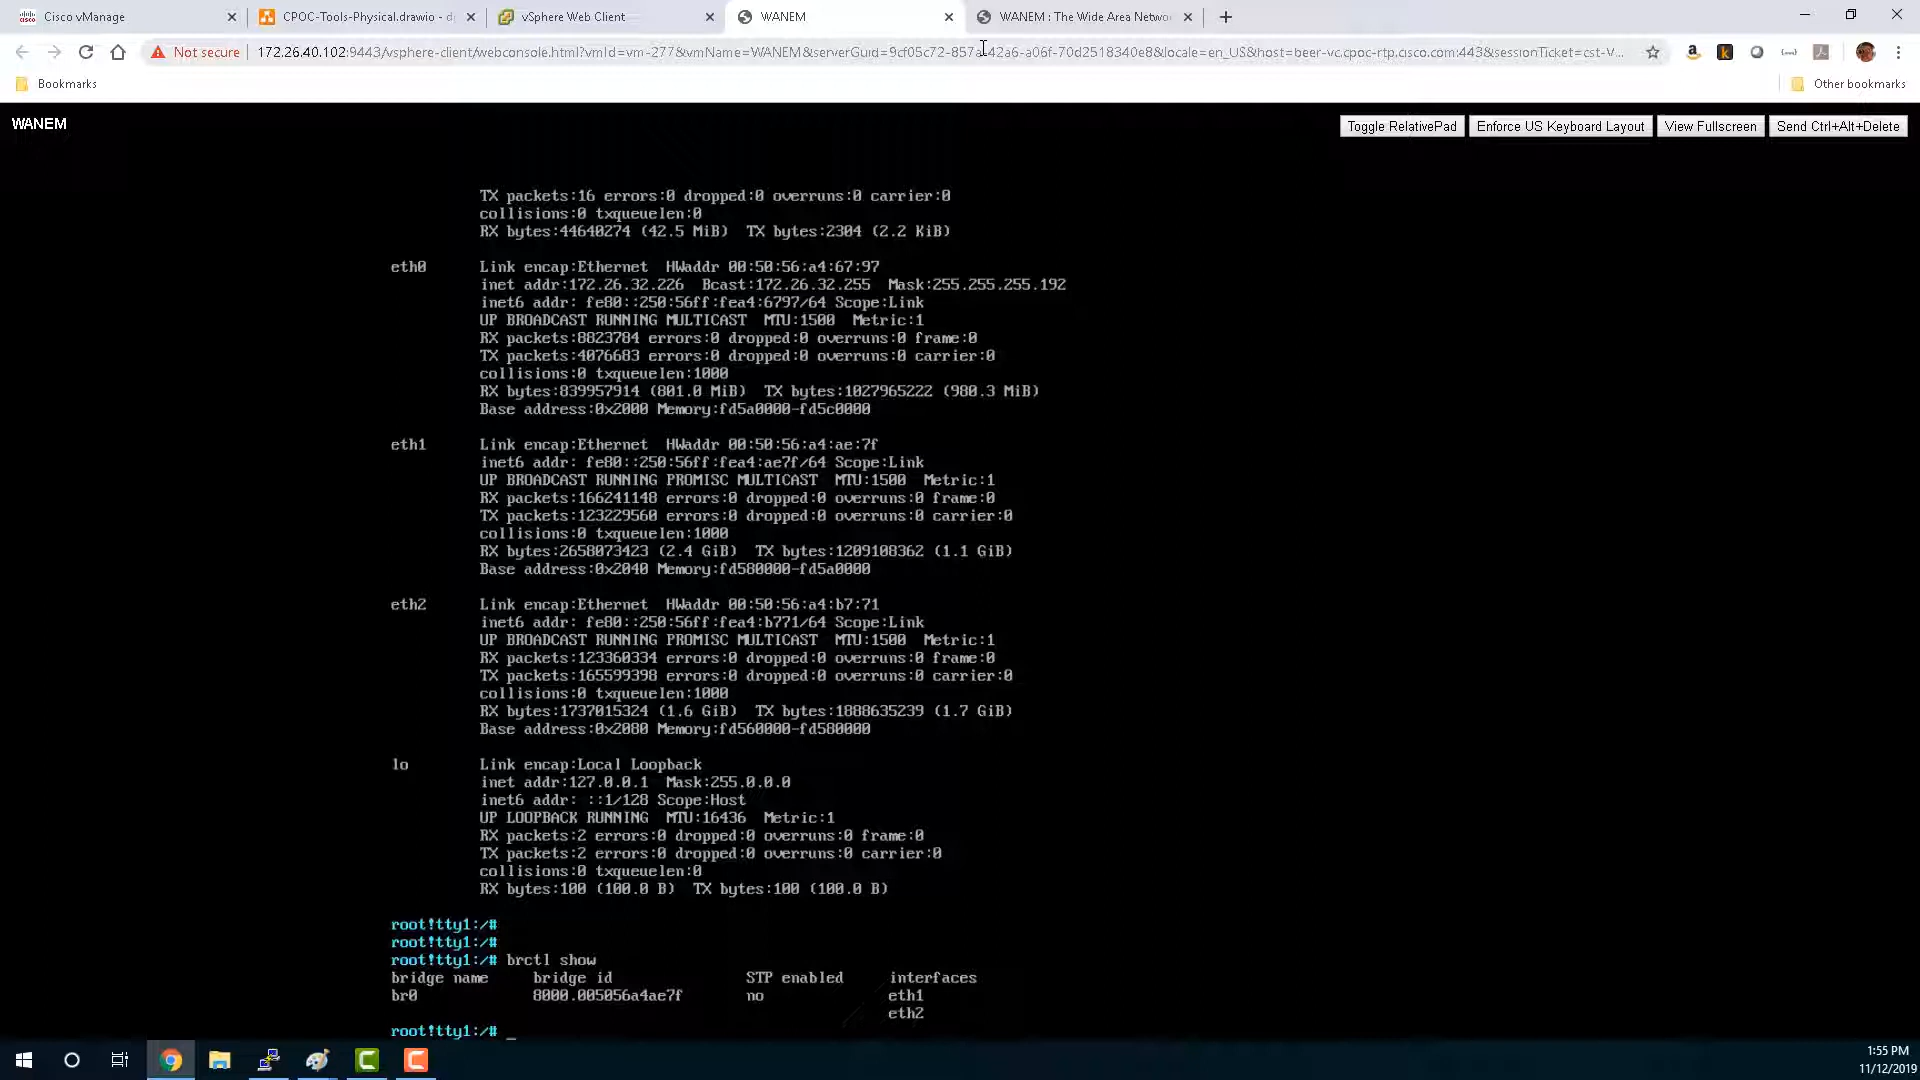 Cisco vManage
CPOC-Tools-Physical.drawio - d
vSphere Web Client
WANEM
WANEM : The Wide Area Netwo
Not secure
172.26.40.102:9443/vsphere-client/webconsole.html?vmId=vm-277&vmName=WANEM&serverGuid=9cf05c72-857a-42a6-a06f-70d2518340e8&locale=en_US&host=beer-vc.cpoc-rtp.cisco.com:443&sessionTicket=cst-V...
Bookmarks
Other bookmarks
WANEM
Toggle RelativePad
Enforce US Keyboard Layout
View Fullscreen
Send Ctrl+Alt+Delete
TX packets:16 errors:0 dropped:0 overruns:0 carrier:0
collisions:0 txqueuelen:0
RX bytes:44640274 (42.5 MiB)  TX bytes:2304 (2.2 KiB)
eth0 Link encap:Ethernet  HWaddr 00:50:56:a4:67:97
inet addr:172.26.32.226  Bcast:172.26.32.255  Mask:255.255.255.192
inet6 addr: fe80::250:56ff:fea4:6797/64 Scope:Link
UP BROADCAST RUNNING MULTICAST  MTU:1500  Metric:1
RX packets:8823784 errors:0 dropped:0 overruns:0 frame:0
TX packets:4076683 errors:0 dropped:0 overruns:0 carrier:0
collisions:0 txqueuelen:1000
RX bytes:839957914 (801.0 MiB)  TX bytes:1027965222 (980.3 MiB)
Base address:0x2000 Memory:fd5a0000-fd5c0000
eth1 Link encap:Ethernet  HWaddr 00:50:56:a4:ae:7f
inet6 addr: fe80::250:56ff:fea4:ae7f/64 Scope:Link
UP BROADCAST RUNNING PROMISC MULTICAST  MTU:1500  Metric:1
RX packets:166241148 errors:0 dropped:0 overruns:0 frame:0
TX packets:123229560 errors:0 dropped:0 overruns:0 carrier:0
collisions:0 txqueuelen:1000
RX bytes:2658073423 (2.4 GiB)  TX bytes:1209108362 (1.1 GiB)
Base address:0x2040 Memory:fd580000-fd5a0000
eth2 Link encap:Ethernet  HWaddr 00:50:56:a4:b7:71
inet6 addr: fe80::250:56ff:fea4:b771/64 Scope:Link
UP BROADCAST RUNNING PROMISC MULTICAST  MTU:1500  Metric:1
RX packets:123360334 errors:0 dropped:0 overruns:0 frame:0
TX packets:165599398 errors:0 dropped:0 overruns:0 carrier:0
collisions:0 txqueuelen:1000
RX bytes:1737015324 (1.6 GiB)  TX bytes:1888635239 (1.7 GiB)
Base address:0x2080 Memory:fd560000-fd580000
lo Link encap:Local Loopback
inet addr:127.0.0.1  Mask:255.0.0.0
inet6 addr: ::1/128 Scope:Host
UP LOOPBACK RUNNING  MTU:16436  Metric:1
RX packets:2 errors:0 dropped:0 overruns:0 frame:0
TX packets:2 errors:0 dropped:0 overruns:0 carrier:0
collisions:0 txqueuelen:0
RX bytes:100 (100.0 B)  TX bytes:100 (100.0 B)
root!tty1:/#
root!tty1:/#
root!tty1:/# brctl show
bridge name bridge id STP enabled interfaces
br0 8000.005056a4ae7f no eth1
eth2
root!tty1:/# _
1:55 PM
11/12/2019